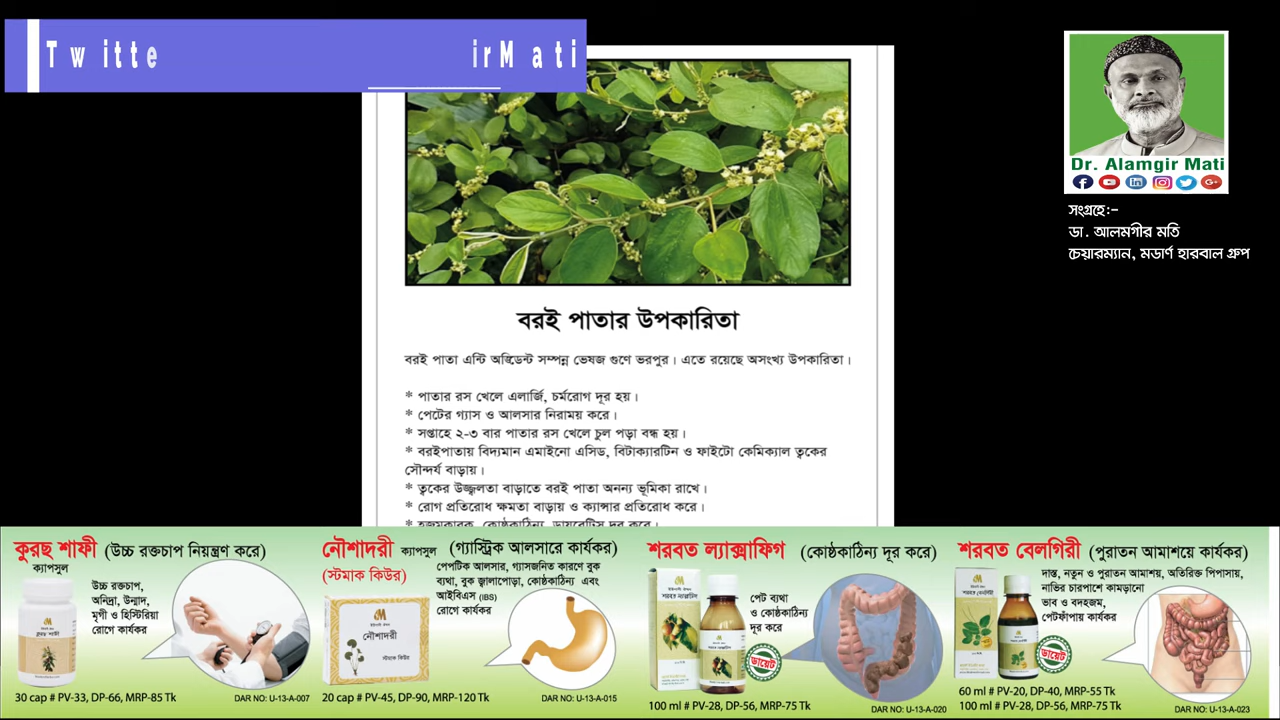 Twitte irMati
Dr. Alamgir Mati
সংগ্রহে:-
ডা. আলমগীর মতি
চেয়ারম্যান, মডার্ণ হারবাল গ্রুপ
বরই পাতার উপকারিতা
বরই পাতা এন্টি অক্সিডেন্ট সম্পন্ন ভেষজ গুণে ভরপুর। এতে রয়েছে অসংখ্য উপকারিতা।
* পাতার রস খেলে এলার্জি, চর্মরোগ দূর হয়।
* পেটের গ্যাস ও আলসার নিরাময় করে।
* সপ্তাহে ২-৩ বার পাতার রস খেলে চুল পড়া বন্ধ হয়।
* বরইপাতায় বিদ্যমান এমাইনো এসিড, বিটাক্যারটিন ও ফাইটো কেমিক্যাল ত্বকের
সৌন্দর্য বাড়ায়।
* ত্বকের উজ্জ্বলতা বাড়াতে বরই পাতা অনন্য ভূমিকা রাখে।
* রোগ প্রতিরোধ ক্ষমতা বাড়ায় ও ক্যান্সার প্রতিরোধ করে।
* হজমকারক, কোষ্ঠকাঠিন্য, ডায়বেটিস দূর করে।
কুরছ শাফী (উচ্চ রক্তচাপ নিয়ন্ত্রণ করে)
ক্যাপসুল
উচ্চ রক্তচাপ,
অনিদ্রা, উন্মাদ,
মৃগী ও হিস্টিরিয়া
রোগে কার্যকর
30 cap # PV-33, DP-66, MRP-85 Tk
DAR NO: U-13-A-007
নৌশাদরী ক্যাপসুল (গ্যাস্ট্রিক আলসারে কার্যকর)
(স্টমাক কিউর)
পেপটিক আলসার, গ্যাসজনিত কারণে বুক
ব্যথা, বুক জ্বালাপোড়া, কোষ্ঠকাঠিন্য এবং
আইবিএস (IBS)
রোগে কার্যকর
নৌশাদরী
স্টমাক কিউর
20 cap # PV-45, DP-90, MRP-120 Tk
DAR NO: U-13-A-015
শরবত ল্যাক্সাফিগ (কোষ্ঠকাঠিন্য দূর করে)
পেট ব্যথা
ও কোষ্ঠকাঠিন্য
দূর করে
ডায়েট
100 ml # PV-28, DP-56, MRP-75 Tk
DAR NO: U-13-A-020
শরবত বেলগিরী (পুরাতন আমাশয়ে কার্যকর)
দাস্ত, নতুন ও পুরাতন আমাশয়, অতিরিক্ত পিপাসায়,
নাভির চারপাশে কামড়ানো
ভাব ও বদহজম,
পেটফাঁপায় কার্যকর
ডায়েট
60 ml # PV-20, DP-40, MRP-55 Tk
100 ml # PV-28, DP-56, MRP-75 Tk
DAR NO: U-13-A-023